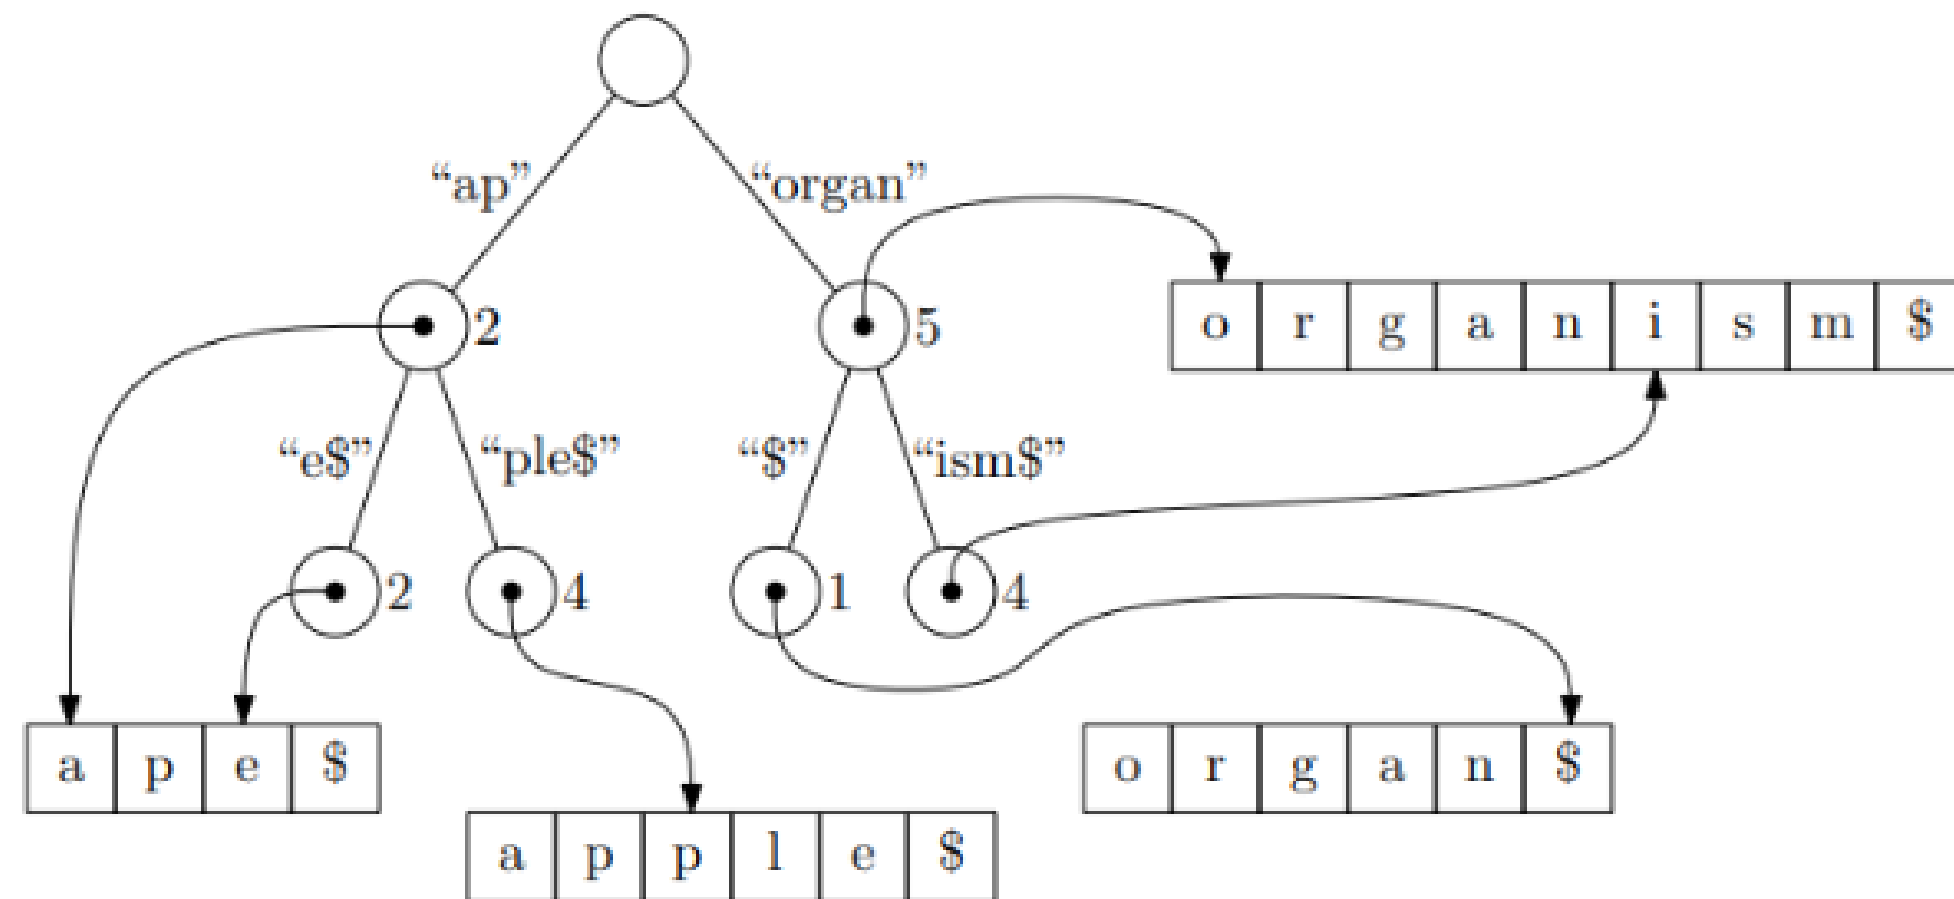 “ap” “organ”
2 5 o r g a n i s m $
“e$” “ple$” “$” “ism$”
2 4 1 4
a p e $ o r g a n $
a p p l e $